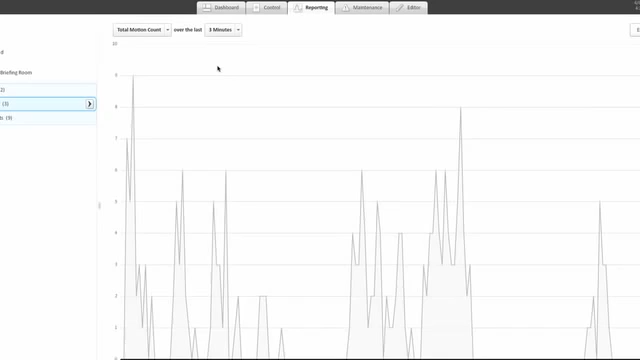 Dashboard Control Reporting Maintenance Editor
Total Motion Count over the last 3 Minutes
10
d
Briefing Room
9
2)
(3)
8
ts (9)
7
6
5
4
3
2
1
0